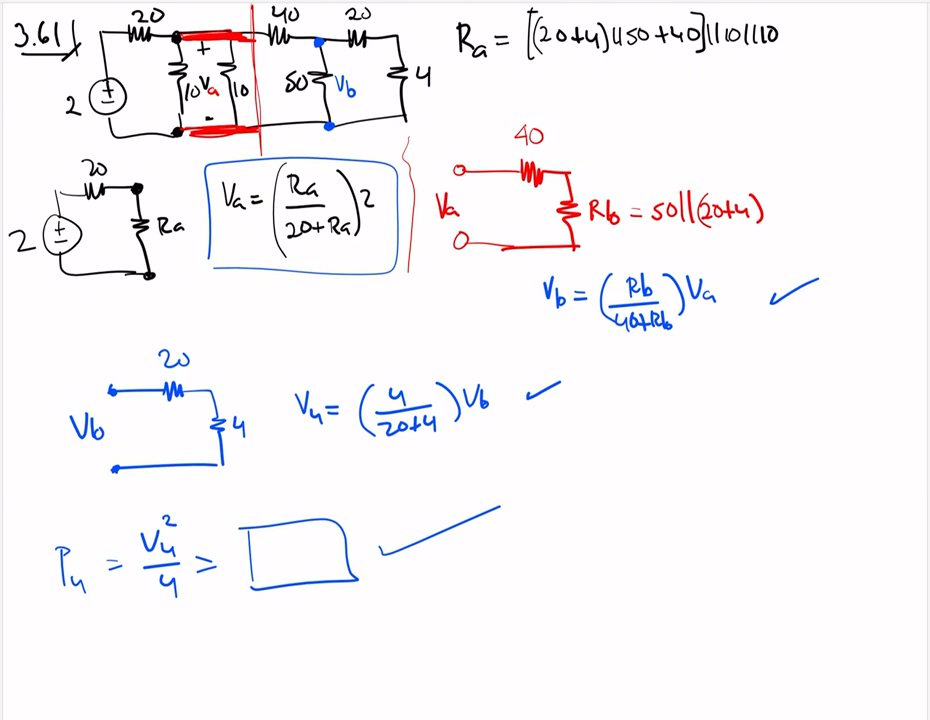 3.61
20
40
20
Ra = [(20+4)||50+40]||10||10
2
+
10
Va
-
10
50
Vb
4
20
2
Ra
Va = (Ra / 20+Ra) 2
40
Va
Rb = 50||(20+4)
Vb = (Rb / 40+Rb) Va ✓
20
Vb
4
V4 = (4 / 20+4) Vb ✓
P4 = V4² / 4 =